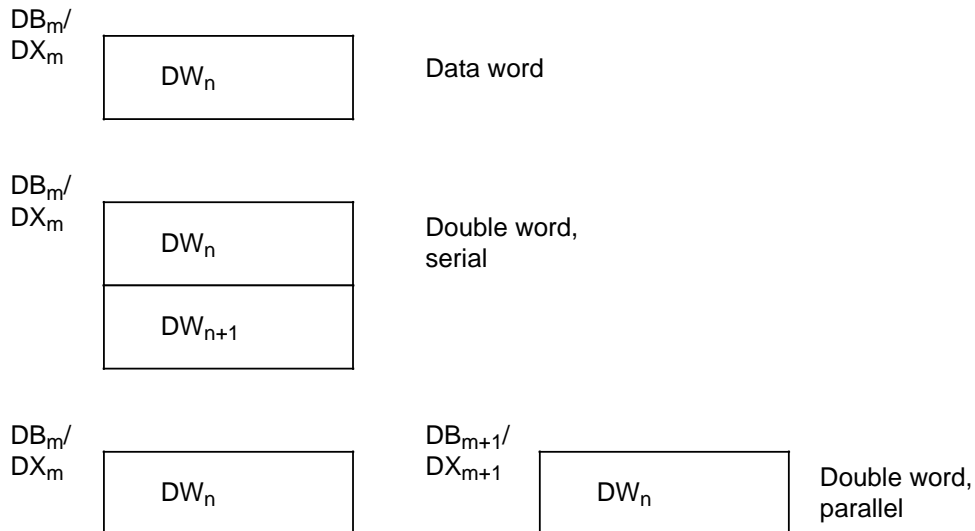 DBm/
DXm
DWn
Data word
DBm/
DXm
DWn
Double word,
serial
DWn+1
DBm/
DXm
DWn
DBm+1/
DXm+1
DWn
Double word,
parallel